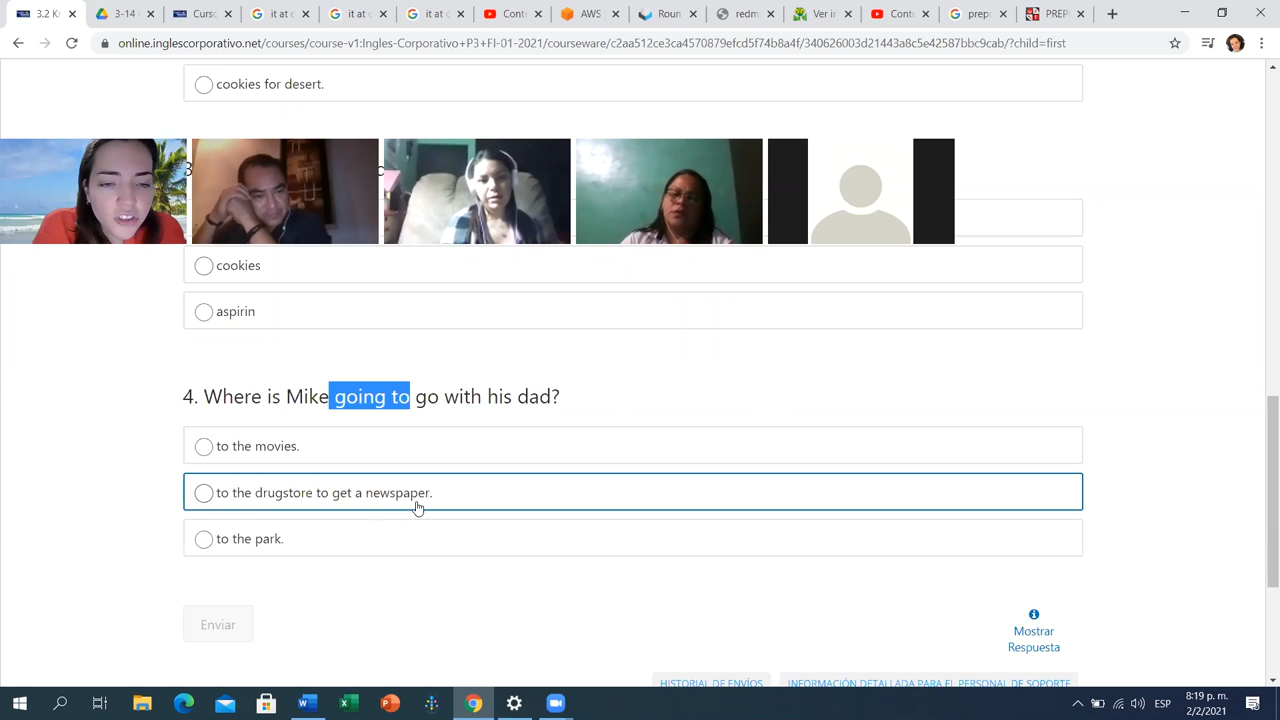 3.2 Kr
3-14
Curso
it at
it at c
it at c
Cont
AWS
Roun
redm
Ver in
Cont
prep
PREP
online.inglescorporativo.net/courses/course-v1:Ingles-Corporativo+P3+FI-01-2021/courseware/c2aa512ce3ca4570879efcd5f74b8a4f/340626003d21443a8c5e42587bbc9cab/?child=first
cookies for desert.
cookies
aspirin
4. Where is Mike going to go with his dad?
to the movies.
to the drugstore to get a newspaper.
to the park.
Enviar
Mostrar
Respuesta
HISTORIAL DE ENVÍOS
INFORMACIÓN DETALLADA PARA EL PERSONAL DE SOPORTE
ESP
8:19 p. m.
2/2/2021